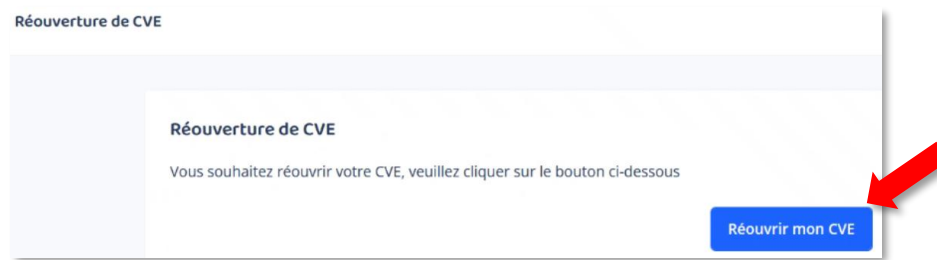 Réouverture de CVE
Réouverture de CVE
Vous souhaitez réouvrir votre CVE, veuillez cliquer sur le bouton ci-dessous
Réouvrir mon CVE